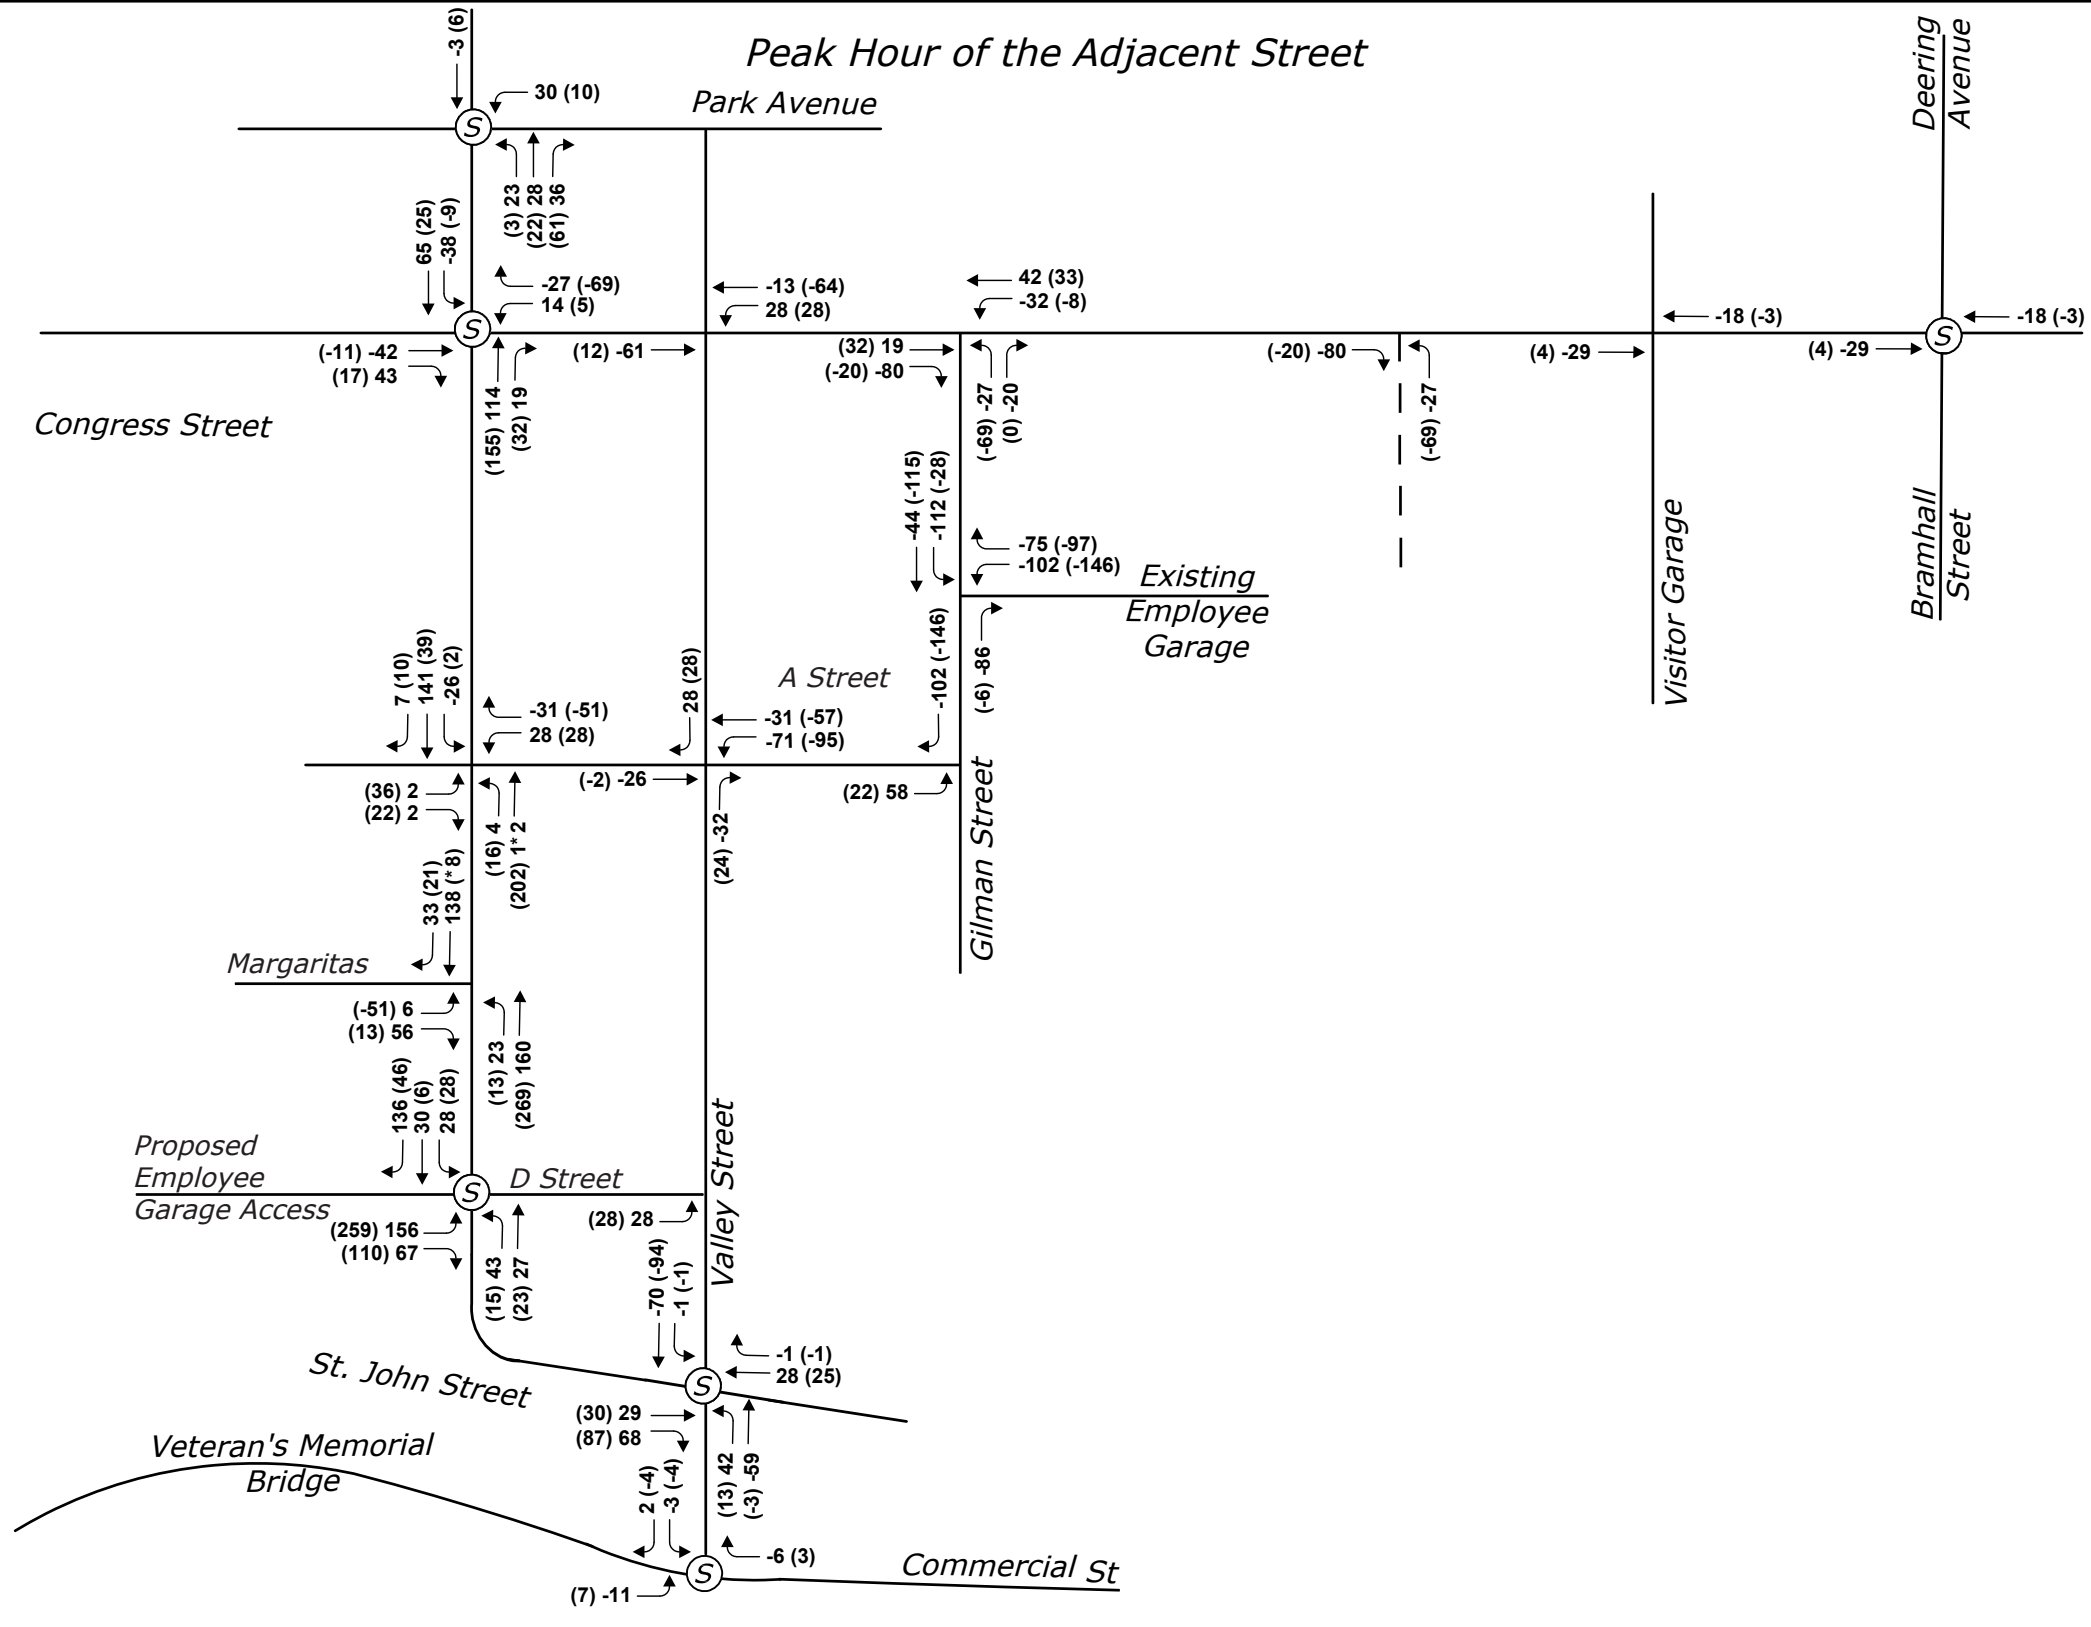 Peak Hour of the Adjacent Street
-3 (6)
30 (10)
Park Avenue
Deering
Avenue
S
(3) 23
(22) 28
(61) 36
65 (25)
-38 (-9)
-27 (-69)
14 (5)
-13 (-64)
28 (28)
42 (33)
-32 (-8)
-18 (-3)
-18 (-3)
S
S
(-11) -42
(17) 43
(12) -61
(32) 19
(-20) -80
(-20) -80
(4) -29
(4) -29
(155) 114
(32) 19
(-69) -27
(0) -20
(-69) -27
Congress Street
-44 (-115)
-112 (-28)
-75 (-97)
-102 (-146)
Existing
Employee
Garage
Visitor Garage
Bramhall
Street
7 (10)
141 (39)
-26 (2)
28 (28)
A Street
-102 (-146)
(-6) -86
-31 (-51)
28 (28)
-31 (-57)
-71 (-95)
(36) 2
(22) 2
(-2) -26
(22) 58
(16) 4
(202) 1* 2
(24) -32
Gilman Street
33 (21)
138 (* 8)
Margaritas
(-51) 6
(13) 56
(13) 23
(269) 160
136 (46)
30 (6)
28 (28)
Valley Street
Proposed
Employee
Garage Access
S
D Street
(259) 156
(110) 67
(28) 28
(15) 43
(23) 27
-70 (-94)
-1 (-1)
-1 (-1)
28 (25)
St. John Street
S
(30) 29
(87) 68
(13) 42
(-3) -59
Veteran's Memorial
Bridge
2 (-4)
-3 (-4)
-6 (3)
S
Commercial St
(7) -11